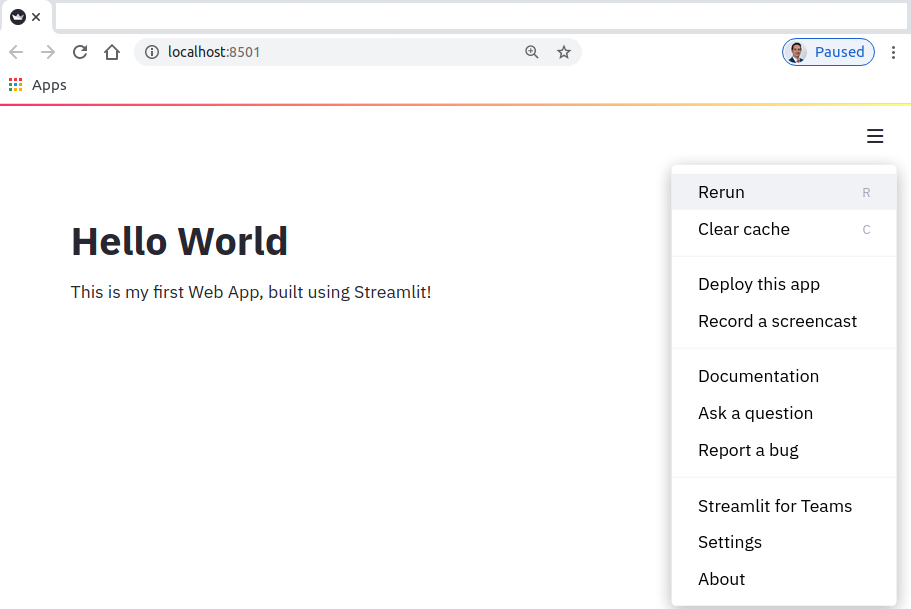 localhost:8501
Paused
Apps
Hello World
This is my first Web App, built using Streamlit!
Rerun R
Clear cache C
Deploy this app
Record a screencast
Documentation
Ask a question
Report a bug
Streamlit for Teams
Settings
About